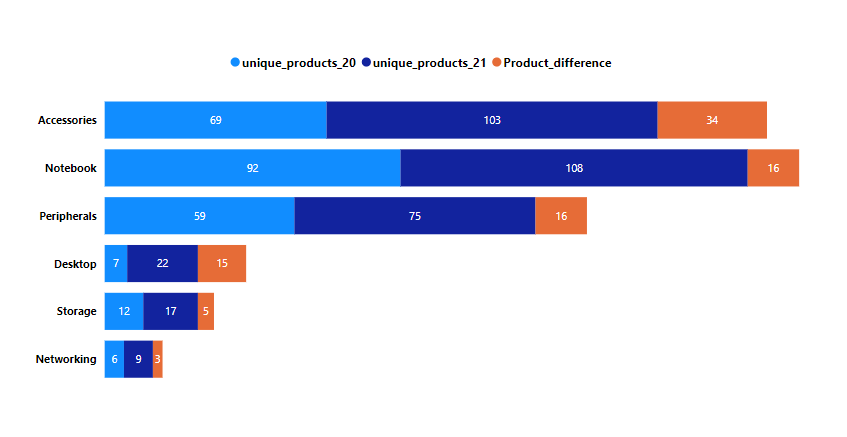 unique_products_20 unique_products_21 Product_difference
Accessories 69 103 34
Notebook 92 108 16
Peripherals 59 75 16
Desktop 7 22 15
Storage 12 17 5
Networking 6 9 3